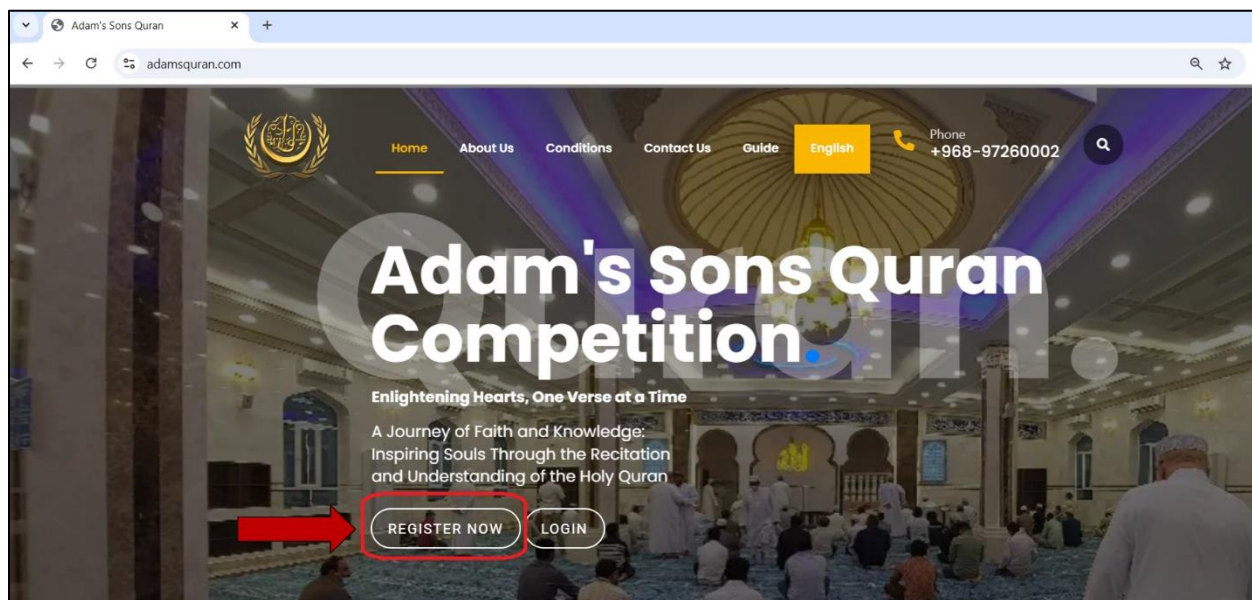 Adam's Sons Quran
adamsquran.com
Home About Us Conditions Contact Us Guide English Phone
+968-97260002
Quran.
Adam's Sons Quran
Competition.
Enlightening Hearts, One Verse at a Time
A Journey of Faith and Knowledge:
Inspiring Souls Through the Recitation
and Understanding of the Holy Quran
REGISTER NOW LOGIN